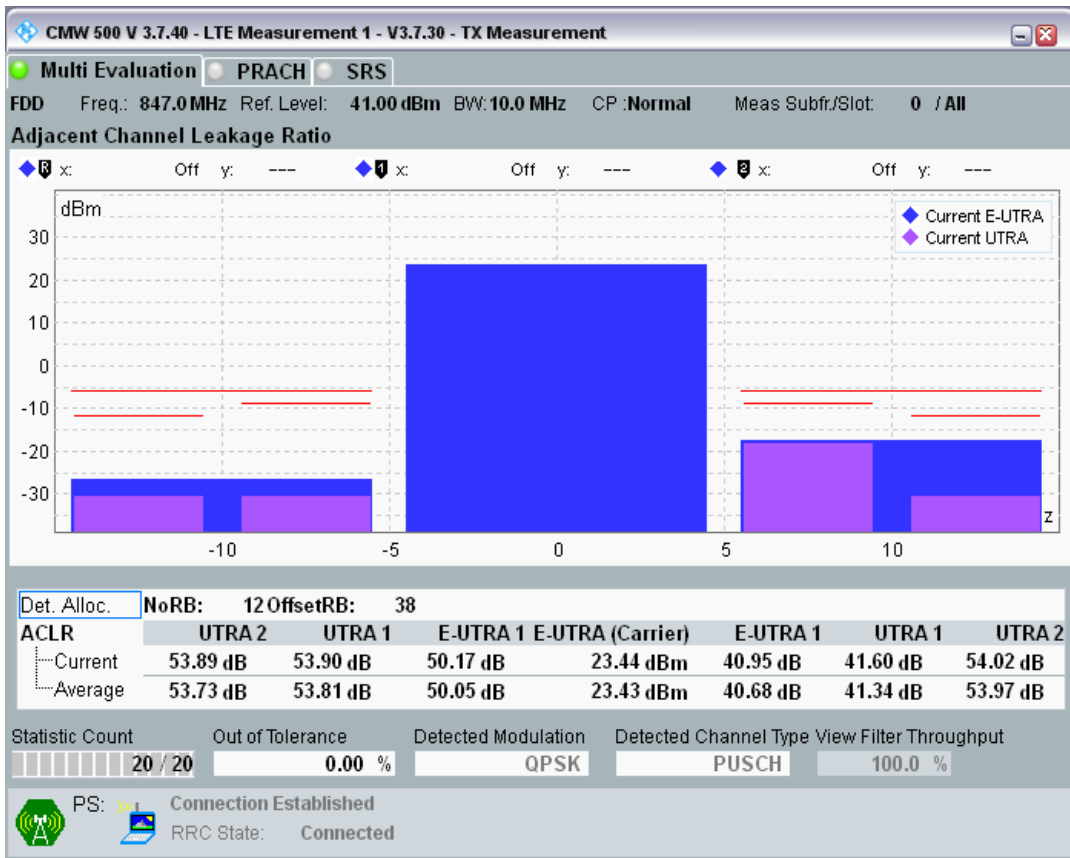 CMW 500 V 3.7.40 - LTE Measurement 1 - V3.7.30 - TX Measurement
Multi Evaluation PRACH SRS
FDD Freq.: 847.0 MHz Ref. Level: 41.00 dBm BW: 10.0 MHz CP :Normal Meas Subfr./Slot: 0 / All
Adjacent Channel Leakage Ratio
R x: Off y: --- 1 x: Off y: --- 2 x: Off y: ---
dBm
Current E-UTRA
Current UTRA
30
20
10
0
-10
-20
-30
z
-10 -5 0 5 10
Det. Alloc. NoRB: 12 OffsetRB: 38
ACLR UTRA 2 UTRA 1 E-UTRA 1 E-UTRA (Carrier) E-UTRA 1 UTRA 1 UTRA 2
Current 53.89 dB 53.90 dB 50.17 dB 23.44 dBm 40.95 dB 41.60 dB 54.02 dB
Average 53.73 dB 53.81 dB 50.05 dB 23.43 dBm 40.68 dB 41.34 dB 53.97 dB
Statistic Count Out of Tolerance Detected Modulation Detected Channel Type View Filter Throughput
20 / 20 0.00 % QPSK PUSCH 100.0 %
PS: Connection Established
RRC State: Connected